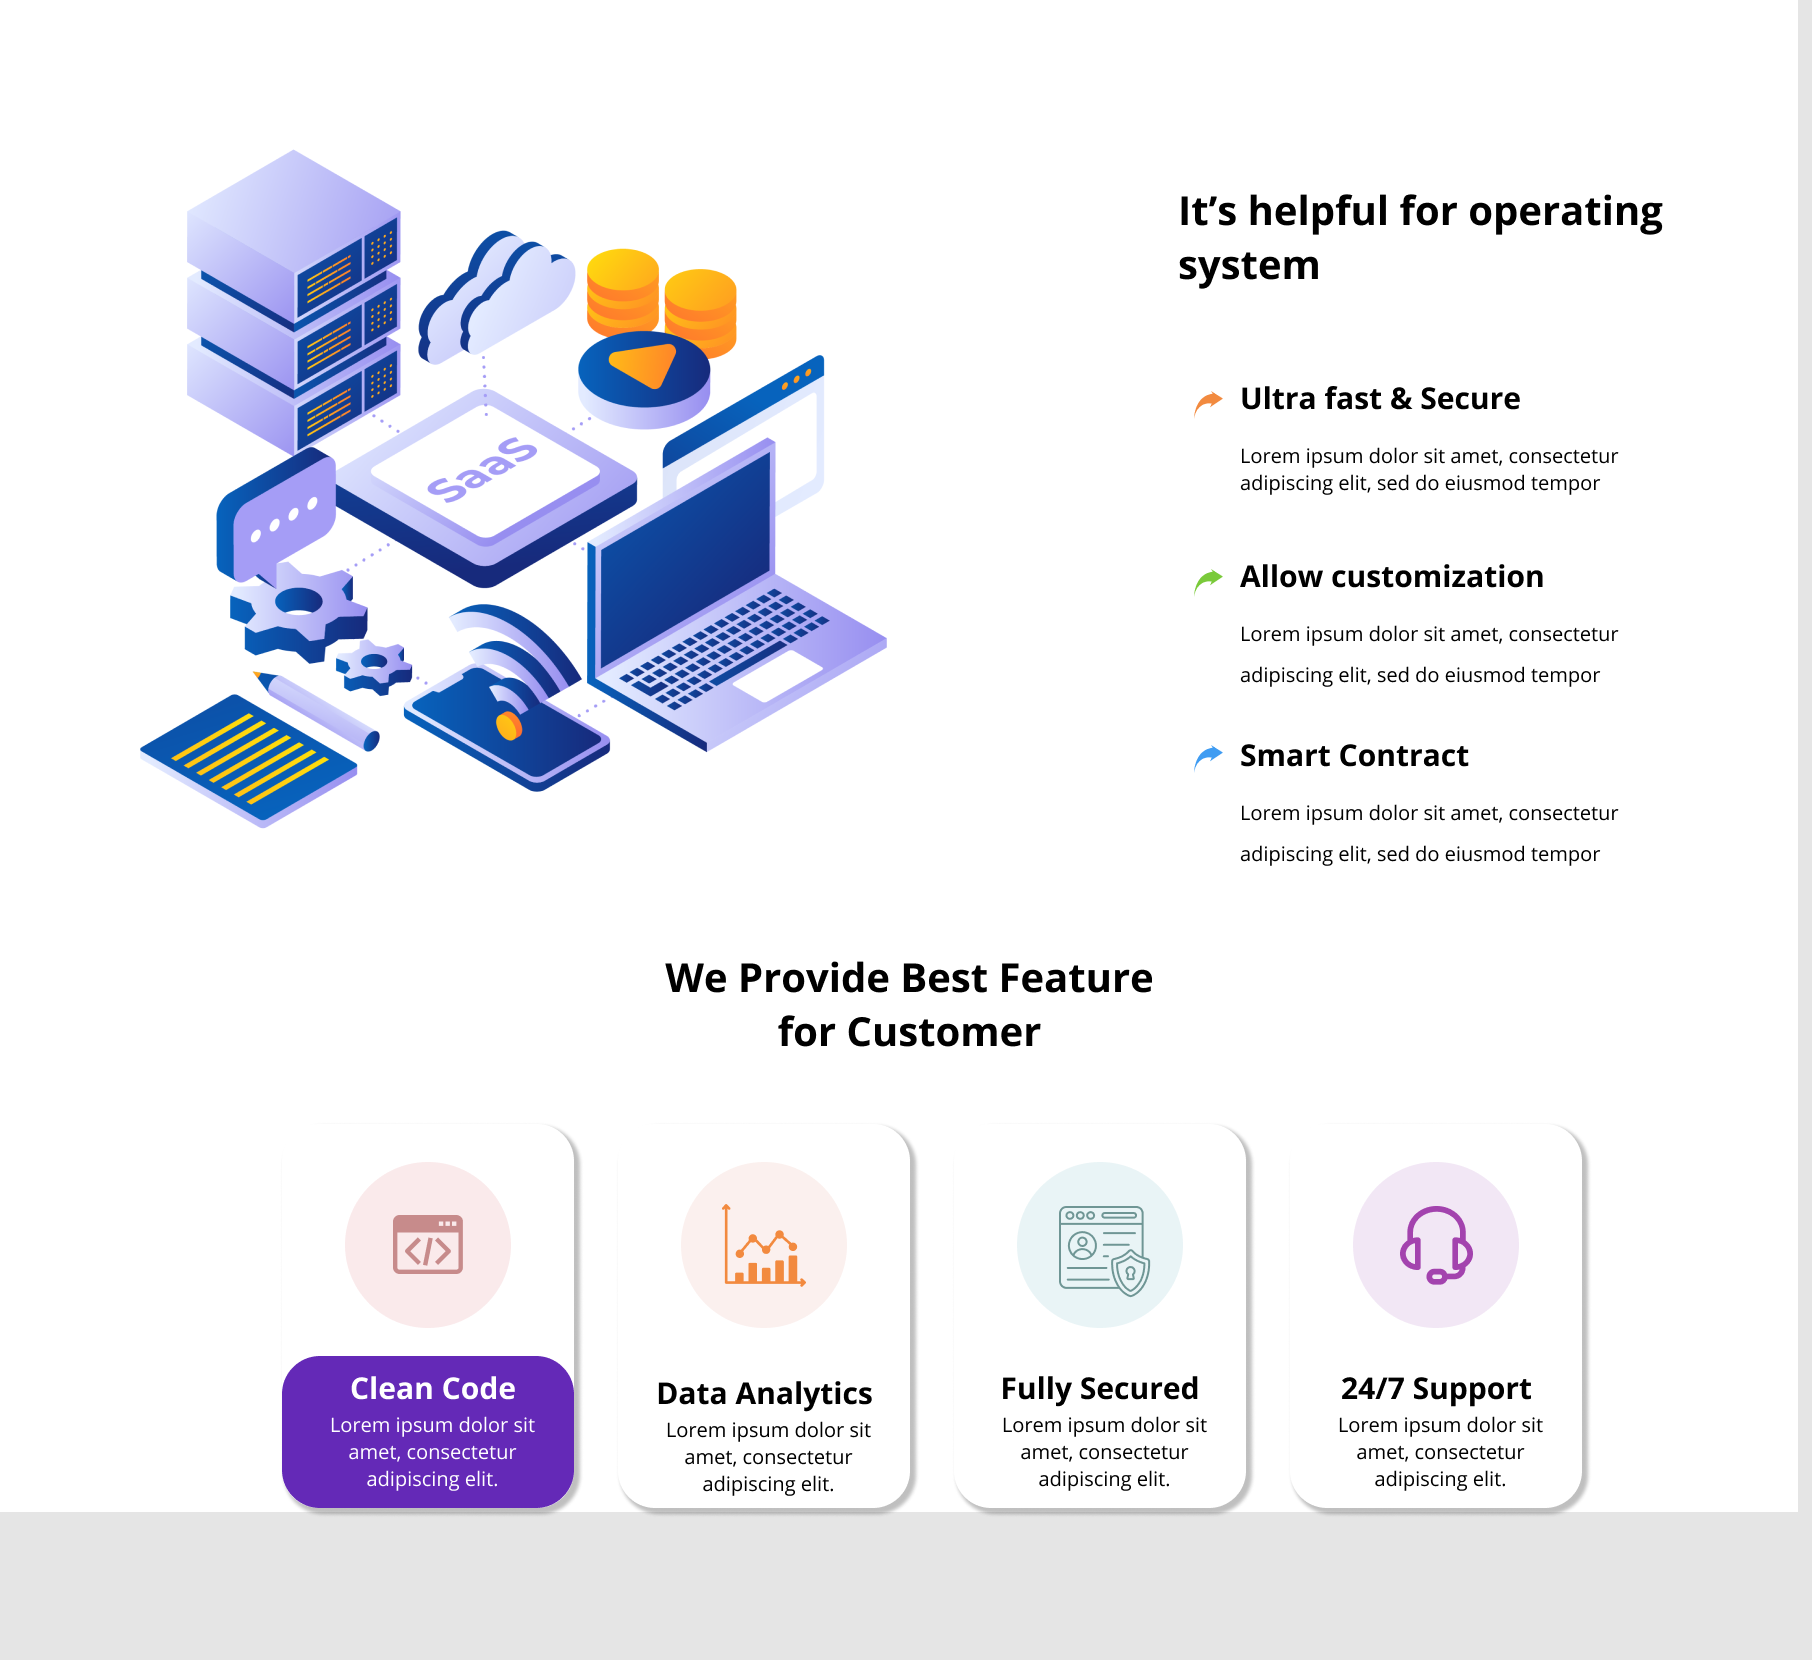 SaaS
It’s helpful for operating
system
Ultra fast & Secure
Lorem ipsum dolor sit amet, consectetur
adipiscing elit, sed do eiusmod tempor
Allow customization
Lorem ipsum dolor sit amet, consectetur
adipiscing elit, sed do eiusmod tempor
Smart Contract
Lorem ipsum dolor sit amet, consectetur
adipiscing elit, sed do eiusmod tempor
We Provide Best Feature
for Customer
Clean Code
Lorem ipsum dolor sit
amet, consectetur
adipiscing elit.
Data Analytics
Lorem ipsum dolor sit
amet, consectetur
adipiscing elit.
Fully Secured
Lorem ipsum dolor sit
amet, consectetur
adipiscing elit.
24/7 Support
Lorem ipsum dolor sit
amet, consectetur
adipiscing elit.